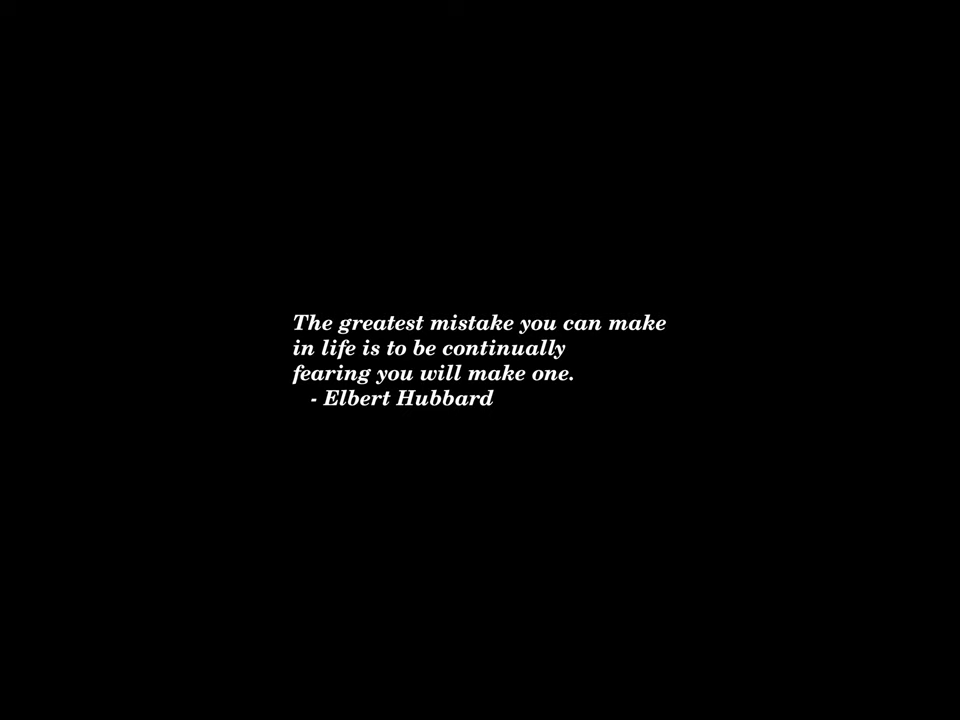 The greatest mistake you can make
in life is to be continually
fearing you will make one.
- Elbert Hubbard